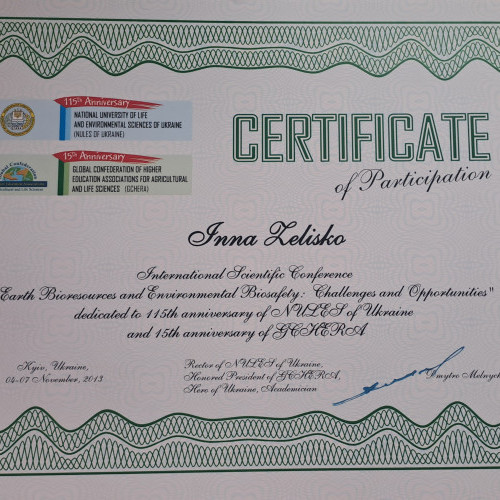 115th Anniversary
NATIONAL UNIVERSITY OF LIFE
AND ENVIRONMENTAL SCIENCES OF UKRAINE
(NULES OF UKRAINE)
15th Anniversary
GLOBAL CONFEDERATION OF HIGHER
EDUCATION ASSOCIATIONS FOR AGRICULTURAL
AND LIFE SCIENCES (GCHERA)
CERTIFICATE
of Participation
Inna Zelisko
International Scientific Conference
Earth Bioresources and Environmental Biosafety: Challenges and Opportunities"
dedicated to 115th anniversary of NULES of Ukraine
and 15th anniversary of GCHERA
Kyiv, Ukraine,
04-07 November, 2013
Rector of NULES of Ukraine,
Honored President of GCHERA,
Hero of Ukraine, Academician
Dmytro Melnych